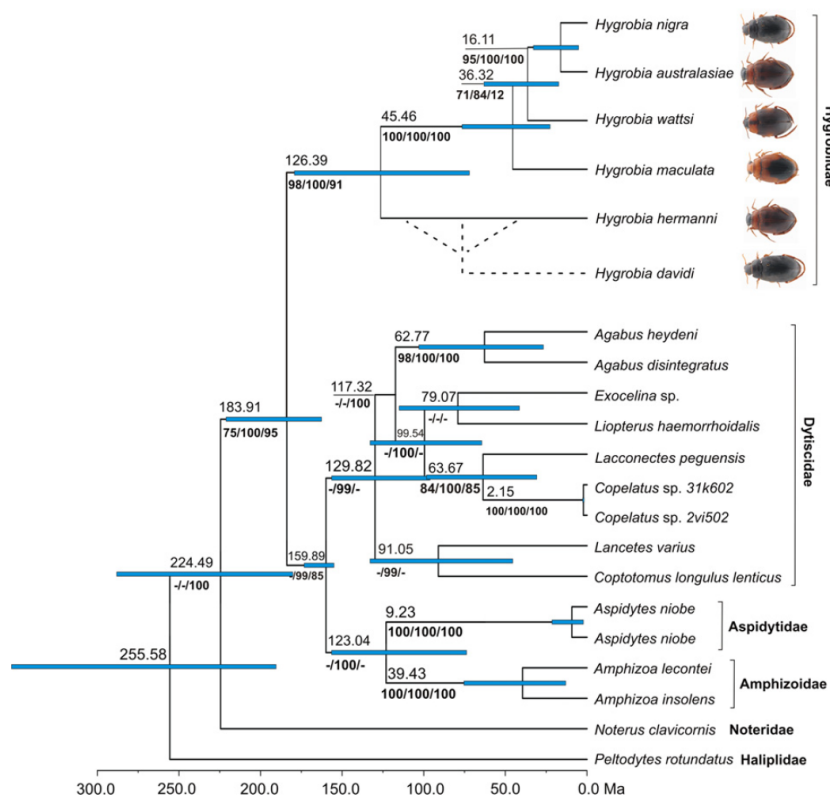 Hygrobia nigra
16.11
95/100/100
Hygrobia australasiae
36.32
71/84/12
Hygrobia wattsi
45.46
100/100/100
126.39
98/100/91
Hygrobia maculata
Hygrobia hermanni
Hygrobia davidi
Hygrobiidae
Agabus heydeni
62.77
98/100/100
Agabus disintegratus
117.32
-/-/100
79.07
-/-/-
Exocelina sp.
183.91
75/100/95
99.54
-/100/-
Liopterus haemorrhoidalis
Lacconectes peguensis
129.82
-/99/-
63.67
84/100/85
2.15
100/100/100
Copelatus sp. 31k602
Copelatus sp. 2vi502
Lancetes varius
91.05
-/99/-
Coptotomus longulus lenticus
Dytiscidae
159.89
-/99/85
224.49
-/-/100
Aspidytes niobe
9.23
100/100/100
Aspidytes niobe
Aspidytidae
123.04
-/100/-
255.58
39.43
100/100/100
Amphizoa lecontei
Amphizoa insolens
Amphizoidae
Noterus clavicornis Noteridae
Peltodytes rotundatus Haliplidae
300.0 250.0 200.0 150.0 100.0 50.0 0.0 Ma